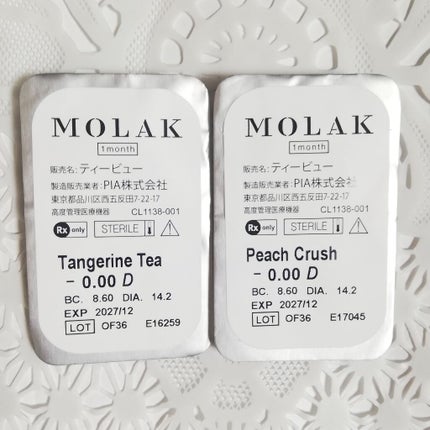 MOLAK
1month
販売名: ティービュー
製造販売業者: PIA株式会社
東京都品川区西五反田7-22-17
高度管理医療機器 CL1138-001
Rx only STERILE
Tangerine Tea
- 0.00 D
BC. 8.60 DIA. 14.2
EXP 2027/12
LOT OF36 E16259
MOLAK
1month
販売名: ティービュー
製造販売業者: PIA株式会社
東京都品川区西五反田7-22-17
高度管理医療機器 CL1138-001
Rx only STERILE
Peach Crush
- 0.00 D
BC. 8.60 DIA. 14.2
EXP 2027/12
LOT OF36 E17045